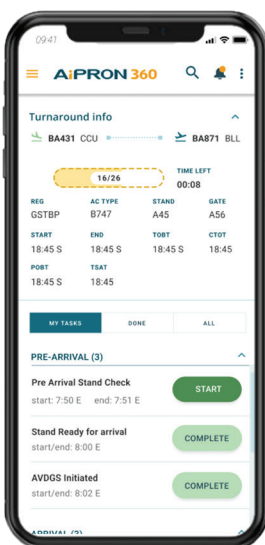 09:41
AiPRON 360
Turnaround info
BA431 CCU BA871 BLL
16/26
TIME LEFT
00:08
REG AC TYPE STAND GATE
GSTBP B747 A45 A56
START END TOBT CTOT
18:45 S 18:45 S 18:45 S 18:45
POBT TSAT
18:45 S 18:45
MY TASKS DONE ALL
PRE-ARRIVAL (3)
Pre Arrival Stand Check
start: 7:50 E end: 7:51 E
START
Stand Ready for arrival
start/end: 8:00 E
COMPLETE
AVDGS Initiated
start/end: 8:02 E
COMPLETE
ARRIVAL (2)